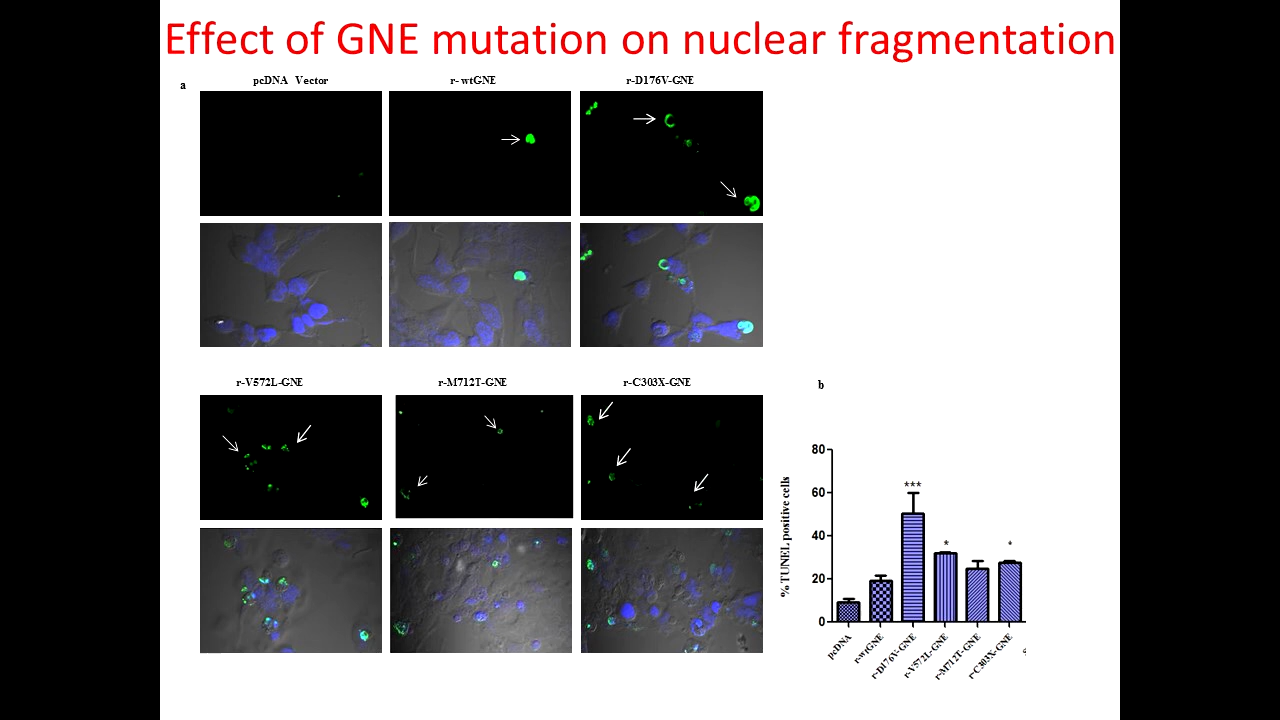 Effect of GNE mutation on nuclear fragmentation
a
pcDNA Vector
r- wtGNE
r-D176V-GNE
r-V572L-GNE
r-M712T-GNE
r-C303X-GNE
b
% TUNEL positive cells
80
60
40
20
0
***
*
*
pcDNA
r-wtGNE
r-D176V-GNE
r-V572L-GNE
r-M712T-GNE
r-C303X-GNE